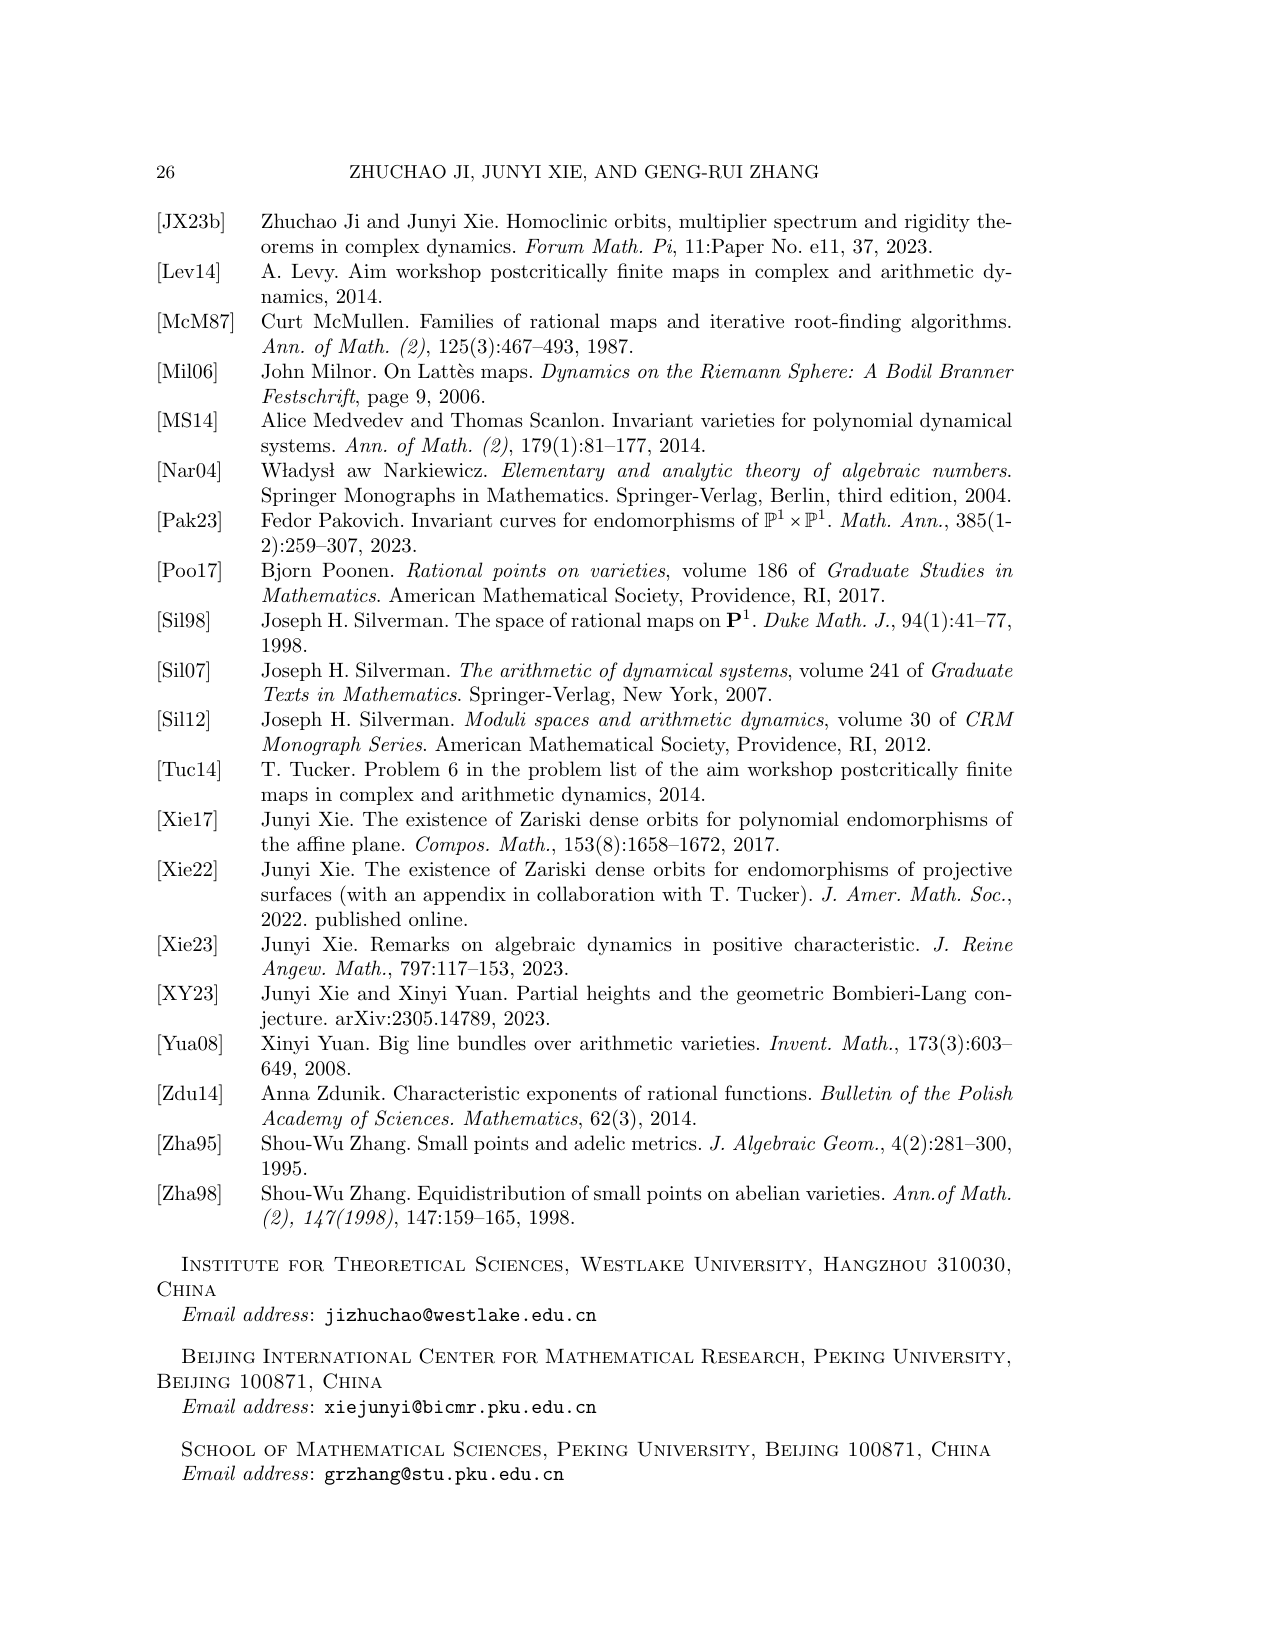 26 ZHUCHAO JI, JUNYI XIE, AND GENG-RUI ZHANG
[JX23b] Zhuchao Ji and Junyi Xie. Homoclinic orbits, multiplier spectrum and rigidity the-
orems in complex dynamics. Forum Math. Pi, 11:Paper No. e11, 37, 2023.
[Lev14] A. Levy. Aim workshop postcritically finite maps in complex and arithmetic dy-
namics, 2014.
[McM87] Curt McMullen. Families of rational maps and iterative root-finding algorithms.
Ann. of Math. (2), 125(3):467–493, 1987.
[Mil06] John Milnor. On Lattès maps. Dynamics on the Riemann Sphere: A Bodil Branner
Festschrift, page 9, 2006.
[MS14] Alice Medvedev and Thomas Scanlon. Invariant varieties for polynomial dynamical
systems. Ann. of Math. (2), 179(1):81–177, 2014.
[Nar04] Władysł aw Narkiewicz. Elementary and analytic theory of algebraic numbers.
Springer Monographs in Mathematics. Springer-Verlag, Berlin, third edition, 2004.
[Pak23] Fedor Pakovich. Invariant curves for endomorphisms of ℙ¹ × ℙ¹. Math. Ann., 385(1-
2):259–307, 2023.
[Poo17] Bjorn Poonen. Rational points on varieties, volume 186 of Graduate Studies in
Mathematics. American Mathematical Society, Providence, RI, 2017.
[Sil98] Joseph H. Silverman. The space of rational maps on P¹. Duke Math. J., 94(1):41–77,
1998.
[Sil07] Joseph H. Silverman. The arithmetic of dynamical systems, volume 241 of Graduate
Texts in Mathematics. Springer-Verlag, New York, 2007.
[Sil12] Joseph H. Silverman. Moduli spaces and arithmetic dynamics, volume 30 of CRM
Monograph Series. American Mathematical Society, Providence, RI, 2012.
[Tuc14] T. Tucker. Problem 6 in the problem list of the aim workshop postcritically finite
maps in complex and arithmetic dynamics, 2014.
[Xie17] Junyi Xie. The existence of Zariski dense orbits for polynomial endomorphisms of
the affine plane. Compos. Math., 153(8):1658–1672, 2017.
[Xie22] Junyi Xie. The existence of Zariski dense orbits for endomorphisms of projective
surfaces (with an appendix in collaboration with T. Tucker). J. Amer. Math. Soc.,
2022. published online.
[Xie23] Junyi Xie. Remarks on algebraic dynamics in positive characteristic. J. Reine
Angew. Math., 797:117–153, 2023.
[XY23] Junyi Xie and Xinyi Yuan. Partial heights and the geometric Bombieri-Lang con-
jecture. arXiv:2305.14789, 2023.
[Yua08] Xinyi Yuan. Big line bundles over arithmetic varieties. Invent. Math., 173(3):603–
649, 2008.
[Zdu14] Anna Zdunik. Characteristic exponents of rational functions. Bulletin of the Polish
Academy of Sciences. Mathematics, 62(3), 2014.
[Zha95] Shou-Wu Zhang. Small points and adelic metrics. J. Algebraic Geom., 4(2):281–300,
1995.
[Zha98] Shou-Wu Zhang. Equidistribution of small points on abelian varieties. Ann.of Math.
(2), 147(1998), 147:159–165, 1998.
Institute for Theoretical Sciences, Westlake University, Hangzhou 310030,
China
Email address: jizhuchao@westlake.edu.cn
Beijing International Center for Mathematical Research, Peking University,
Beijing 100871, China
Email address: xiejunyi@bicmr.pku.edu.cn
School of Mathematical Sciences, Peking University, Beijing 100871, China
Email address: grzhang@stu.pku.edu.cn